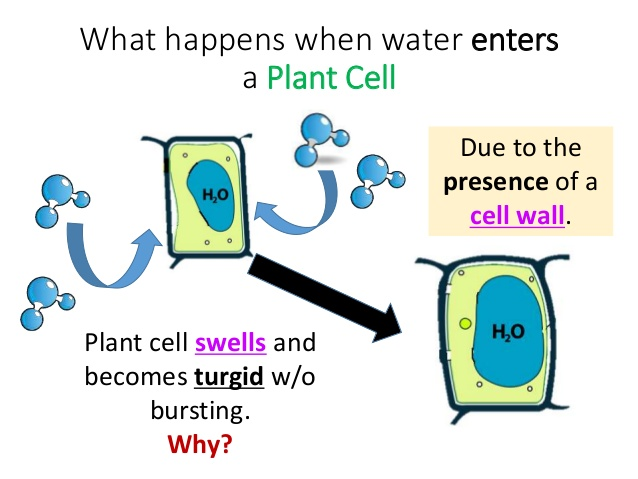 What happens when water enters
a Plant Cell
H₂O
Due to the
presence of a
cell wall.
H₂O
Plant cell swells and
becomes turgid w/o
bursting.
Why?